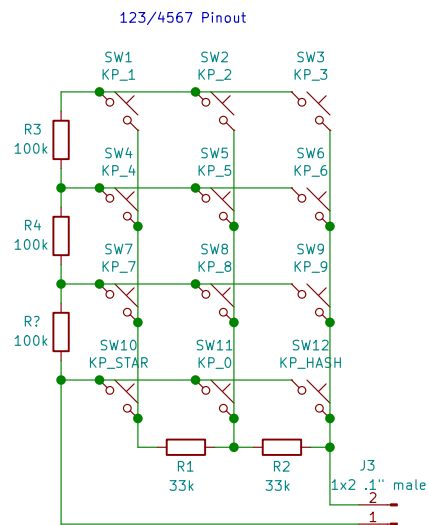 123/4567 Pinout
SW1 SW2 SW3
KP_1 KP_2 KP_3
R3
100k
SW4 SW5 SW6
KP_4 KP_5 KP_6
R4
100k
SW7 SW8 SW9
KP_7 KP_8 KP_9
R?
100k
SW10 SW11 SW12
KP_STAR KP_0 KP_HASH
R1 R2 J3
33k 33k 1x2 .1" male
2
1